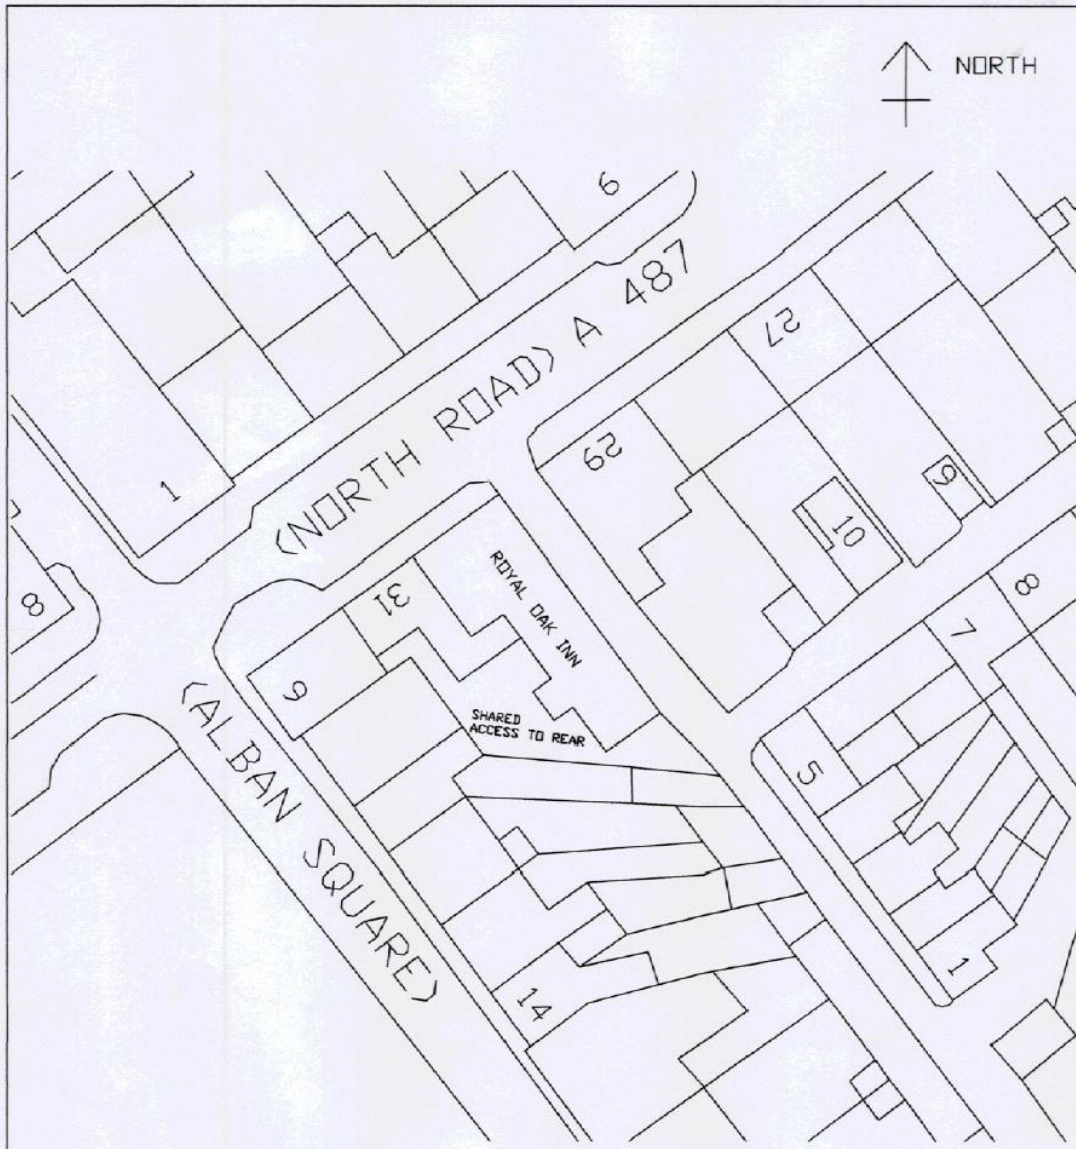 NORTH
6
<NORTH ROAD> A 487
27
29
1
9
10
8
31
ROYAL OAK INN
8
7
9
SHARED
ACCESS TO REAR
5
<ALBAN SQUARE>
1
14